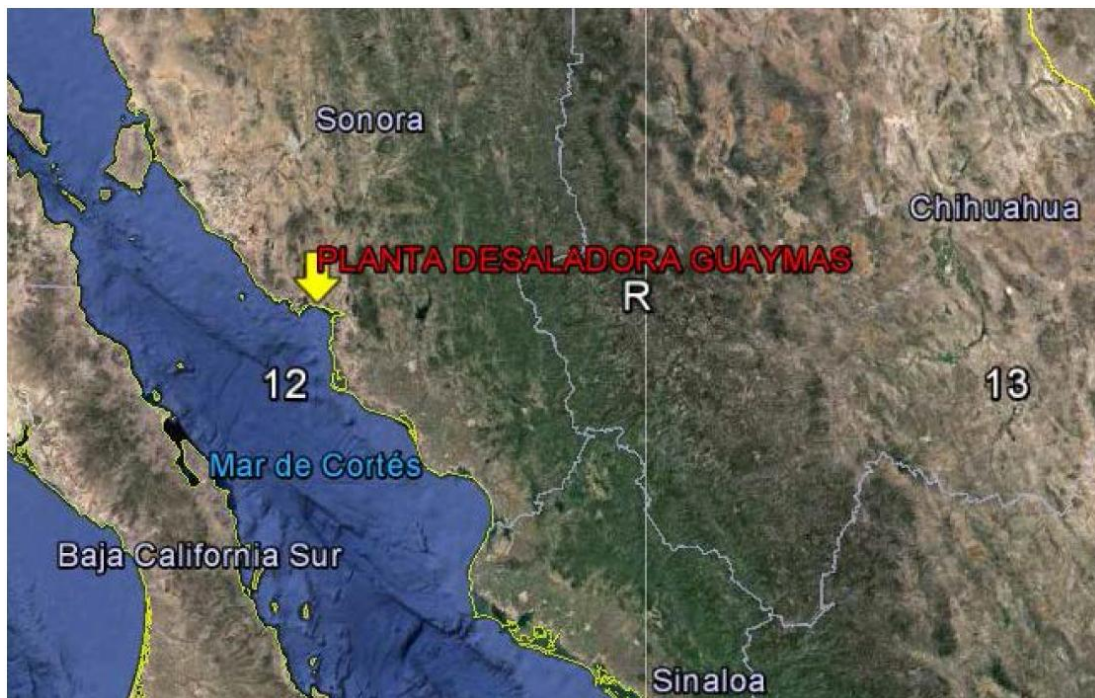 Sonora
Chihuahua
PLANTA DESALADORA GUAYMAS
R
12
13
Mar de Cortés
Baja California Sur
Sinaloa